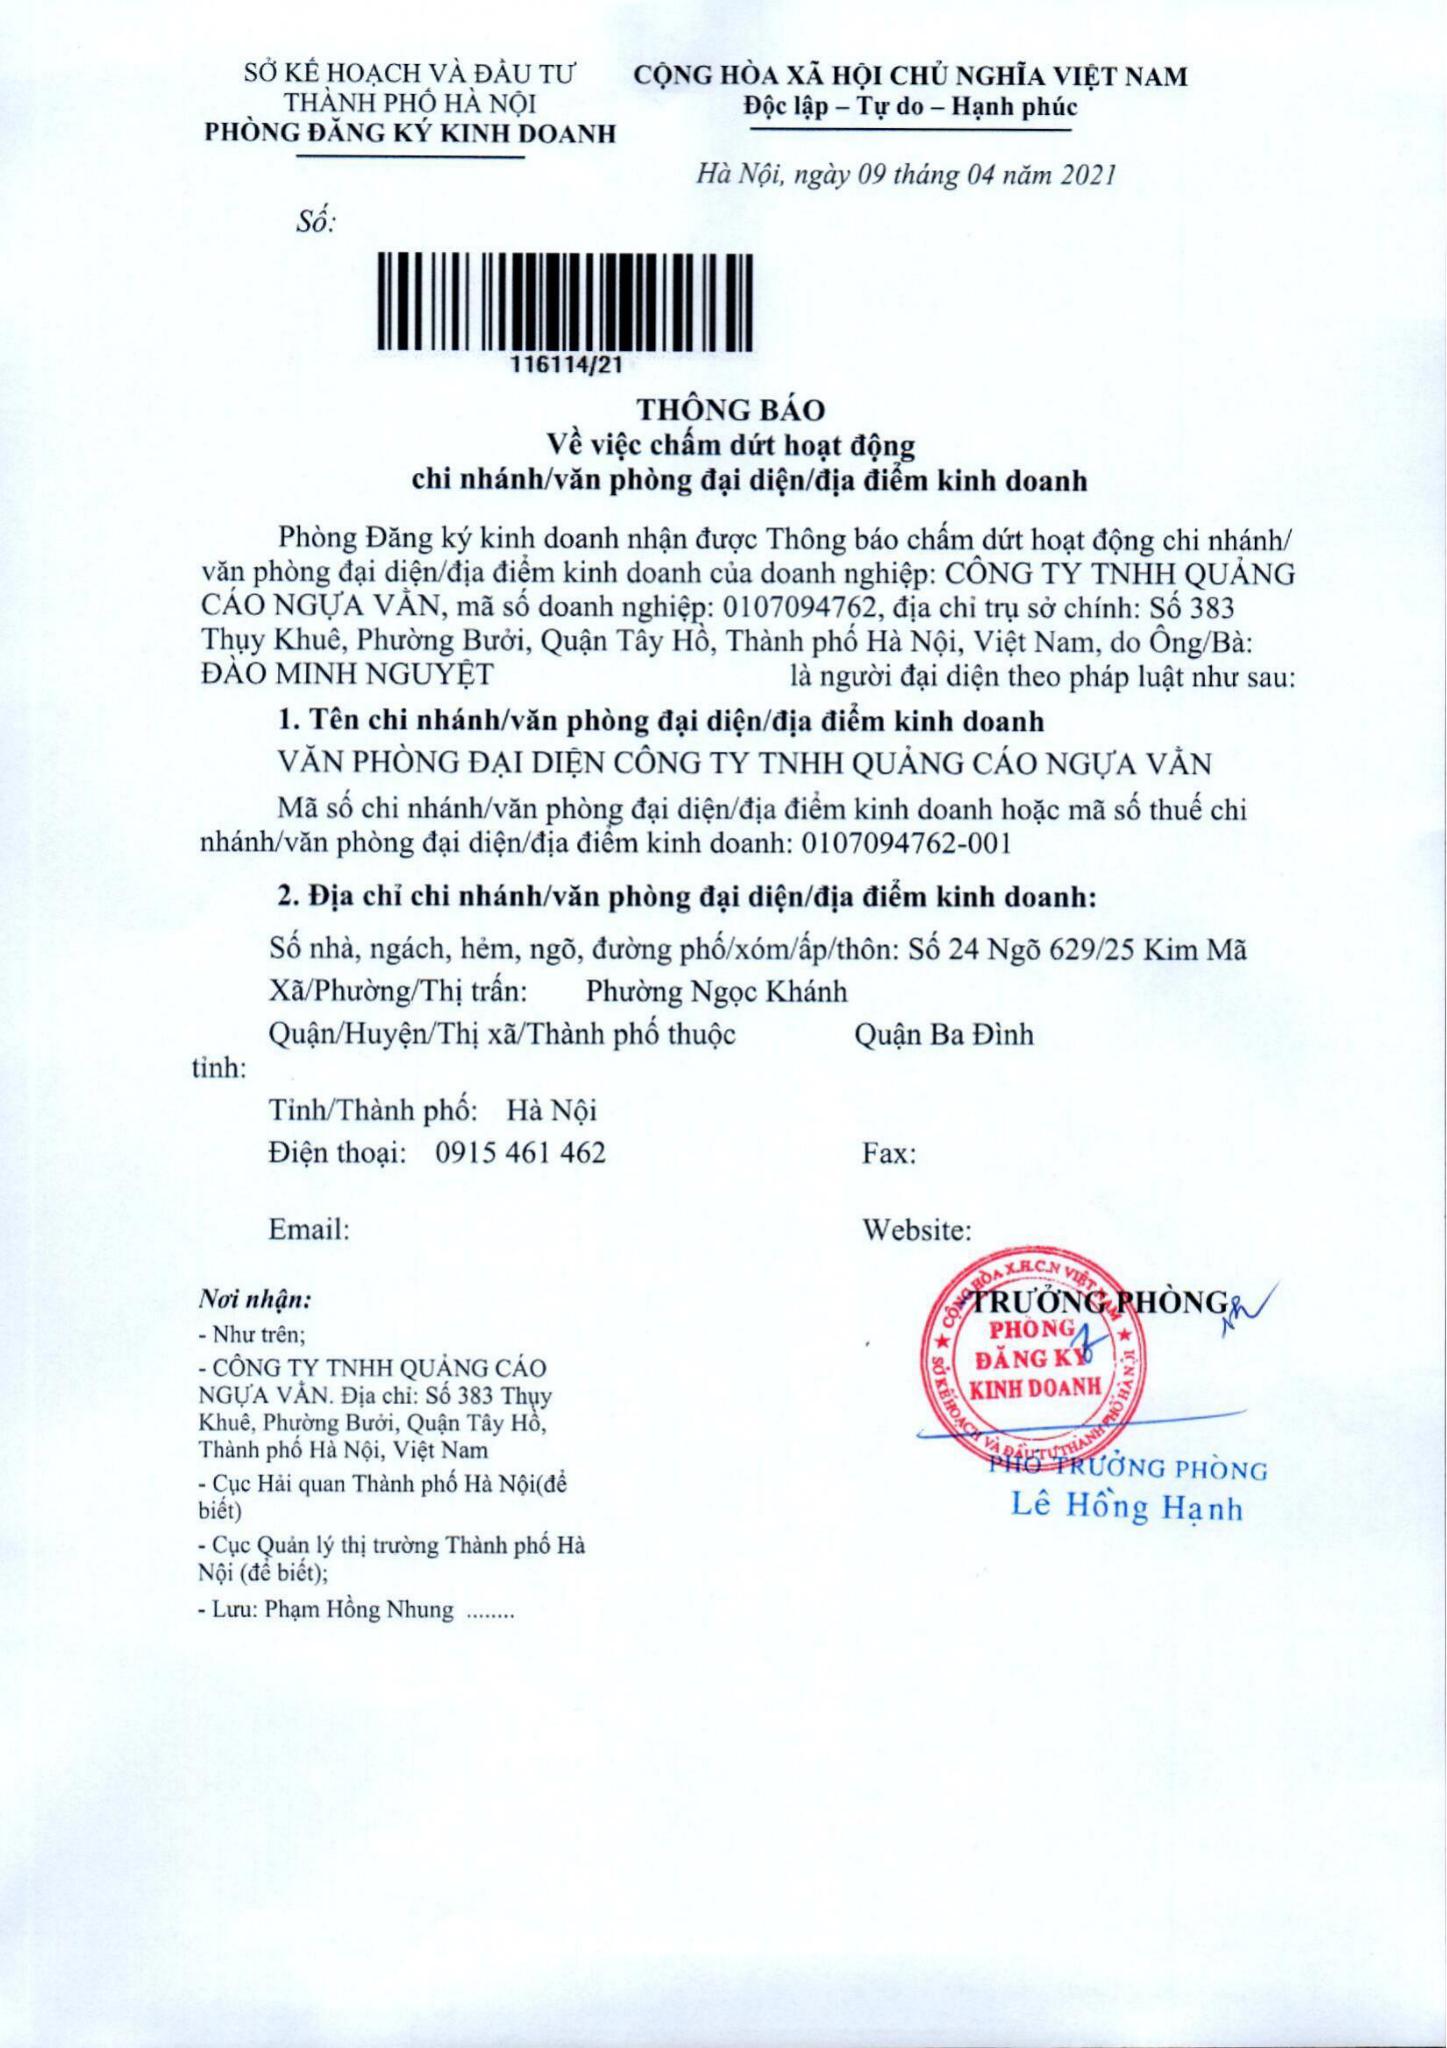 SỞ KẾ HOẠCH VÀ ĐẦU TƯ
THÀNH PHỐ HÀ NỘI
PHÒNG ĐĂNG KÝ KINH DOANH
CỘNG HÒA XÃ HỘI CHỦ NGHĨA VIỆT NAM
Độc lập – Tự do – Hạnh phúc
Hà Nội, ngày 09 tháng 04 năm 2021
Số:
116114/21
THÔNG BÁO
Về việc chấm dứt hoạt động
chi nhánh/văn phòng đại diện/địa điểm kinh doanh
Phòng Đăng ký kinh doanh nhận được Thông báo chấm dứt hoạt động chi nhánh/
văn phòng đại diện/địa điểm kinh doanh của doanh nghiệp: CÔNG TY TNHH QUẢNG
CÁO NGỰA VẰN, mã số doanh nghiệp: 0107094762, địa chỉ trụ sở chính: Số 383
Thụy Khuê, Phường Bưởi, Quận Tây Hồ, Thành phố Hà Nội, Việt Nam, do Ông/Bà:
ĐÀO MINH NGUYỆT là người đại diện theo pháp luật như sau:
1. Tên chi nhánh/văn phòng đại diện/địa điểm kinh doanh
VĂN PHÒNG ĐẠI DIỆN CÔNG TY TNHH QUẢNG CÁO NGỰA VẰN
Mã số chi nhánh/văn phòng đại diện/địa điểm kinh doanh hoặc mã số thuế chi
nhánh/văn phòng đại diện/địa điểm kinh doanh: 0107094762-001
2. Địa chỉ chi nhánh/văn phòng đại diện/địa điểm kinh doanh:
Số nhà, ngách, hẻm, ngõ, đường phố/xóm/ấp/thôn: Số 24 Ngõ 629/25 Kim Mã
Xã/Phường/Thị trấn: Phường Ngọc Khánh
Quận/Huyện/Thị xã/Thành phố thuộc Quận Ba Đình
tỉnh:
Tỉnh/Thành phố: Hà Nội
Điện thoại: 0915 461 462 Fax:
Email: Website:
Nơi nhận:
- Như trên;
- CÔNG TY TNHH QUẢNG CÁO
NGỰA VẰN. Địa chỉ: Số 383 Thụy
Khuê, Phường Bưởi, Quận Tây Hồ,
Thành phố Hà Nội, Việt Nam
- Cục Hải quan Thành phố Hà Nội(để
biết)
- Cục Quản lý thị trường Thành phố Hà
Nội (để biết);
- Lưu: Phạm Hồng Nhung ........
TRƯỞNG PHÒNG
CỘNG HÒA X.H.C.N VIỆT NAM
PHÒNG
ĐĂNG KÝ
KINH DOANH
SỞ KẾ HOẠCH VÀ ĐẦU TƯ THÀNH PHỐ HÀ NỘI
PHÓ TRƯỞNG PHÒNG
Lê Hồng Hạnh